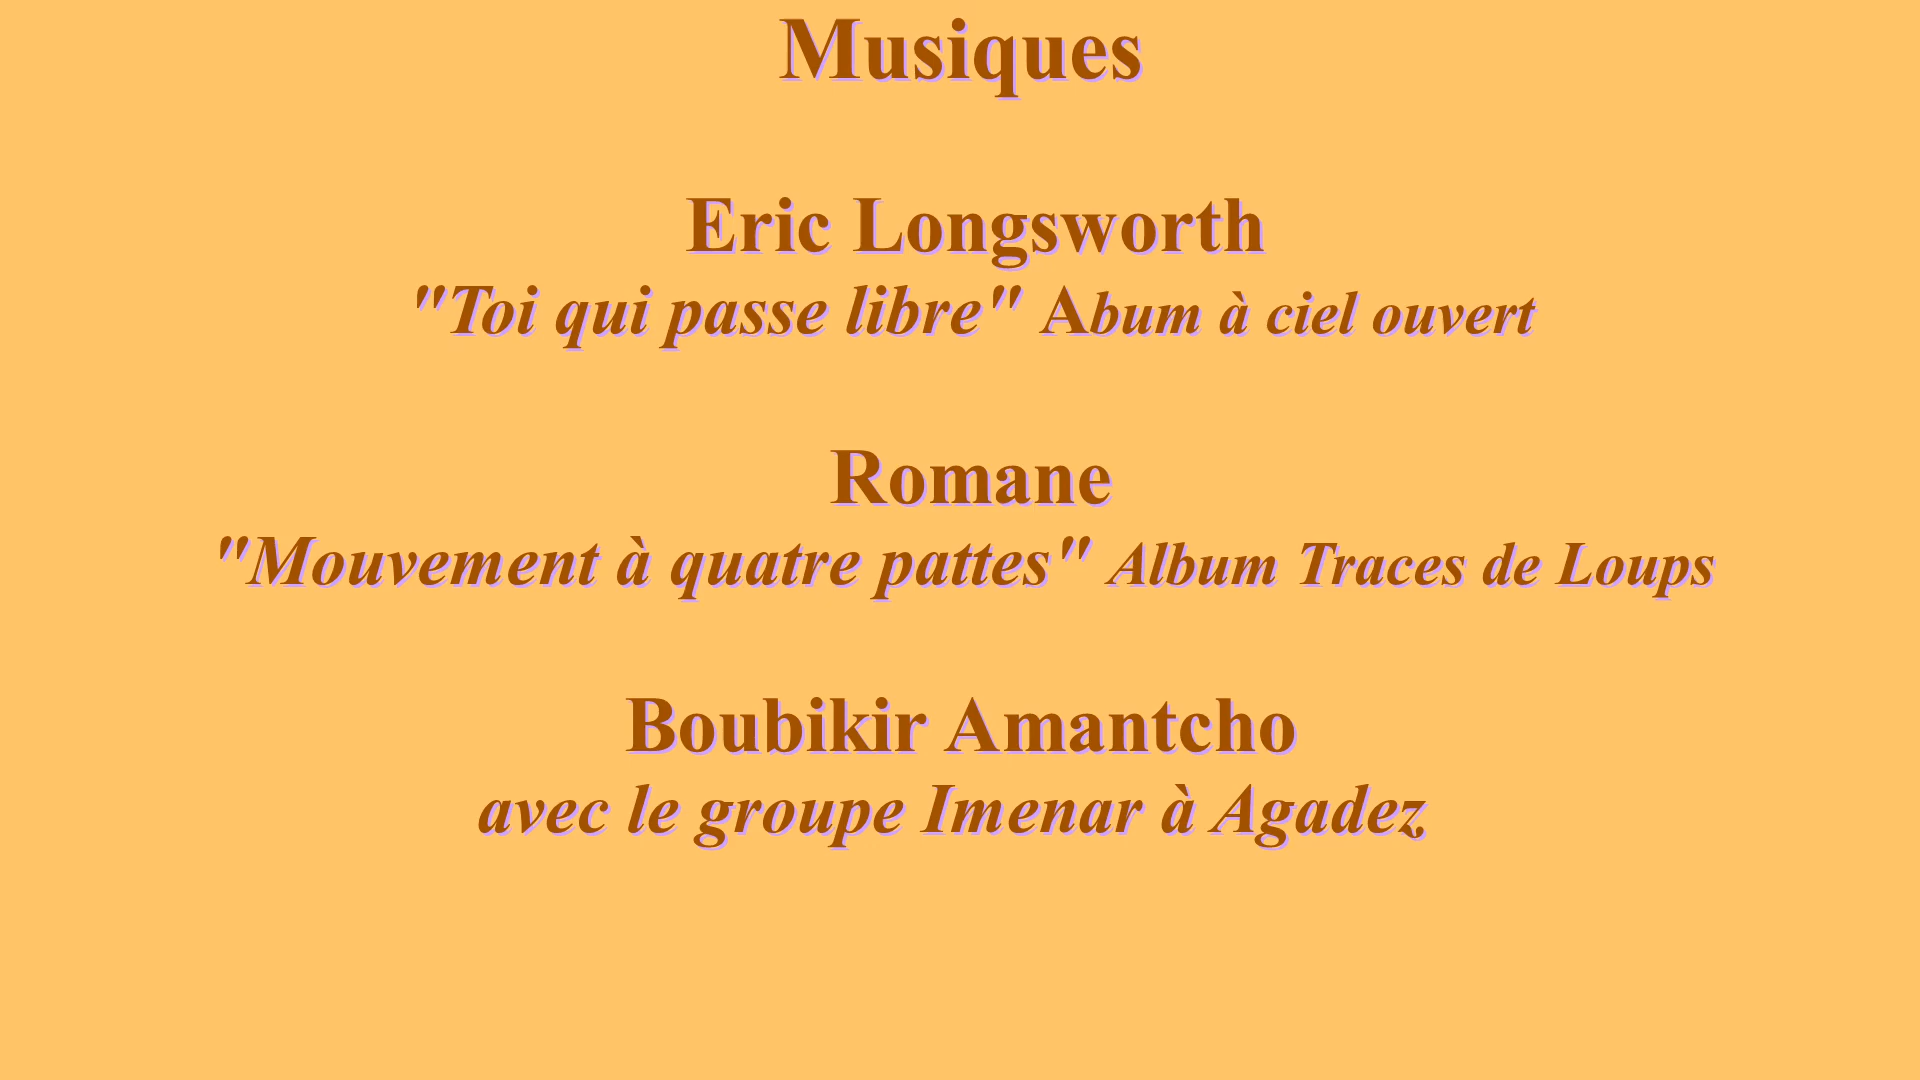 Musiques
Eric Longsworth
"Toi qui passe libre" Abum à ciel ouvert
Romane
"Mouvement à quatre pattes" Album Traces de Loups
Boubikir Amantcho
avec le groupe Imenar à Agadez